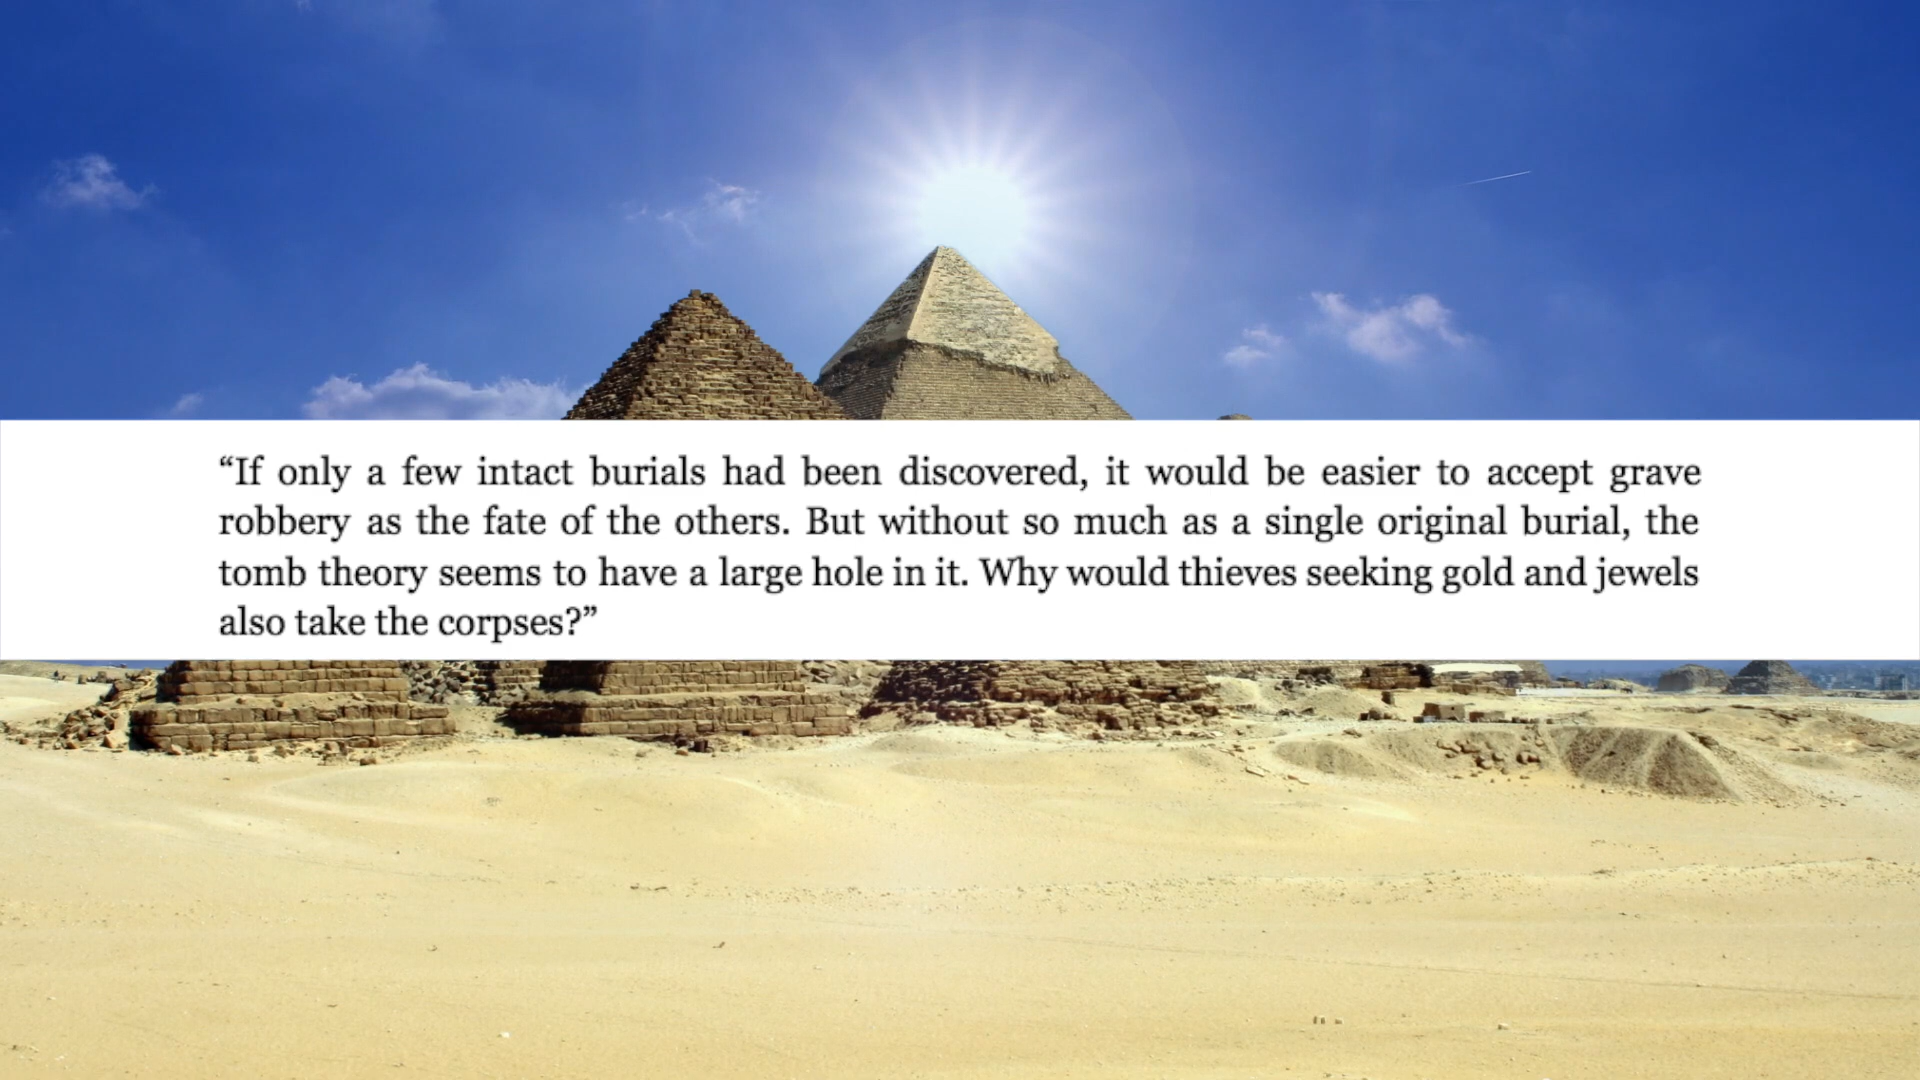 “If only a few intact burials had been discovered, it would be easier to accept grave
robbery as the fate of the others. But without so much as a single original burial, the
tomb theory seems to have a large hole in it. Why would thieves seeking gold and jewels
also take the corpses?”